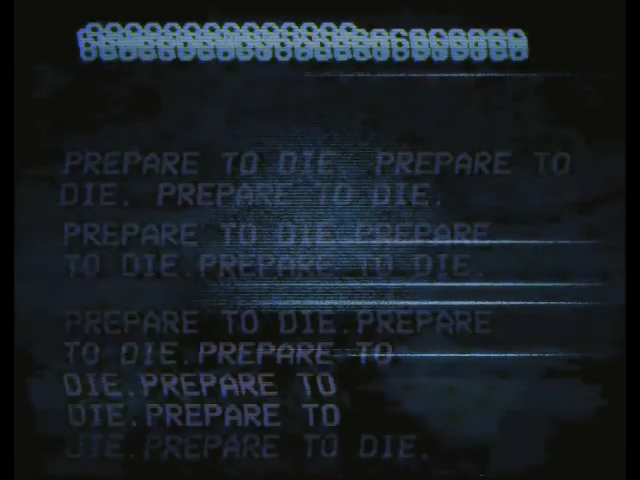 PREPARE TO DIE. PREPARE TO
DIE. PREPARE TO DIE.
PREPARE TO DIE.PREPARE
TO DIE.PREPARE TO DIE.
PREPARE TO DIE.PREPARE
TO DIE.PREPARE TO
DIE.PREPARE TO
DIE.PREPARE TO
DIE.PREPARE TO DIE.